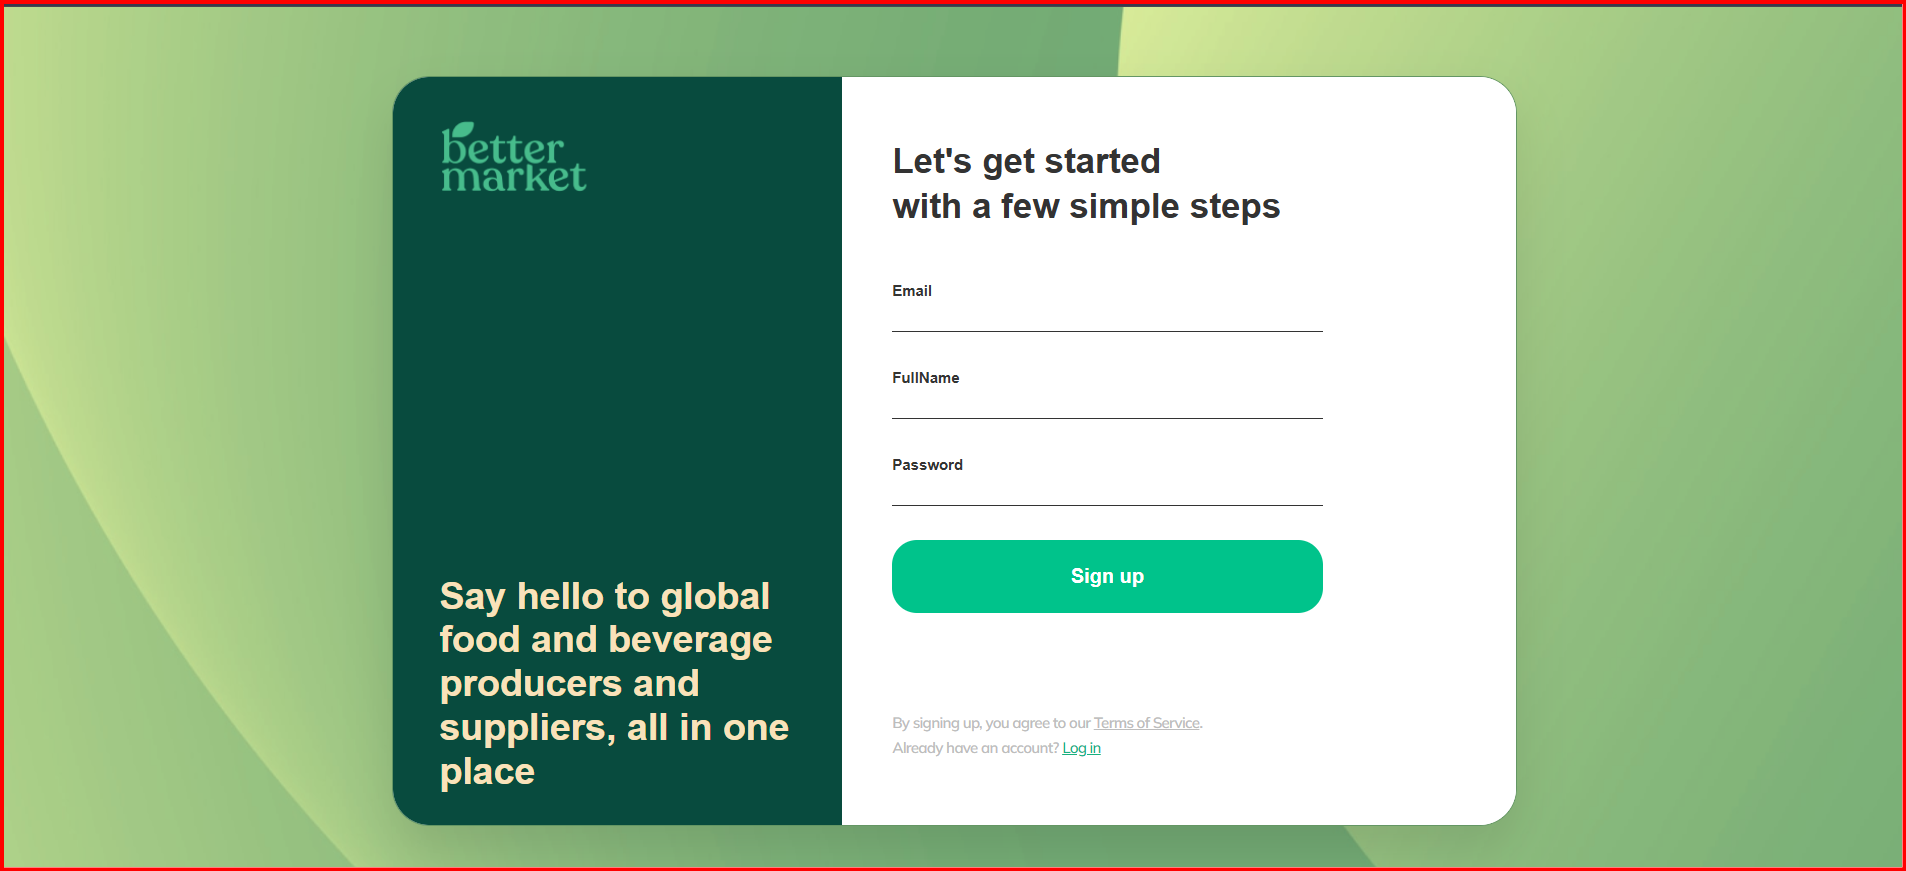 better
market
Say hello to global
food and beverage
producers and
suppliers, all in one
place
Let's get started
with a few simple steps
Email
FullName
Password
Sign up
By signing up, you agree to our Terms of Service.
Already have an account? Log in